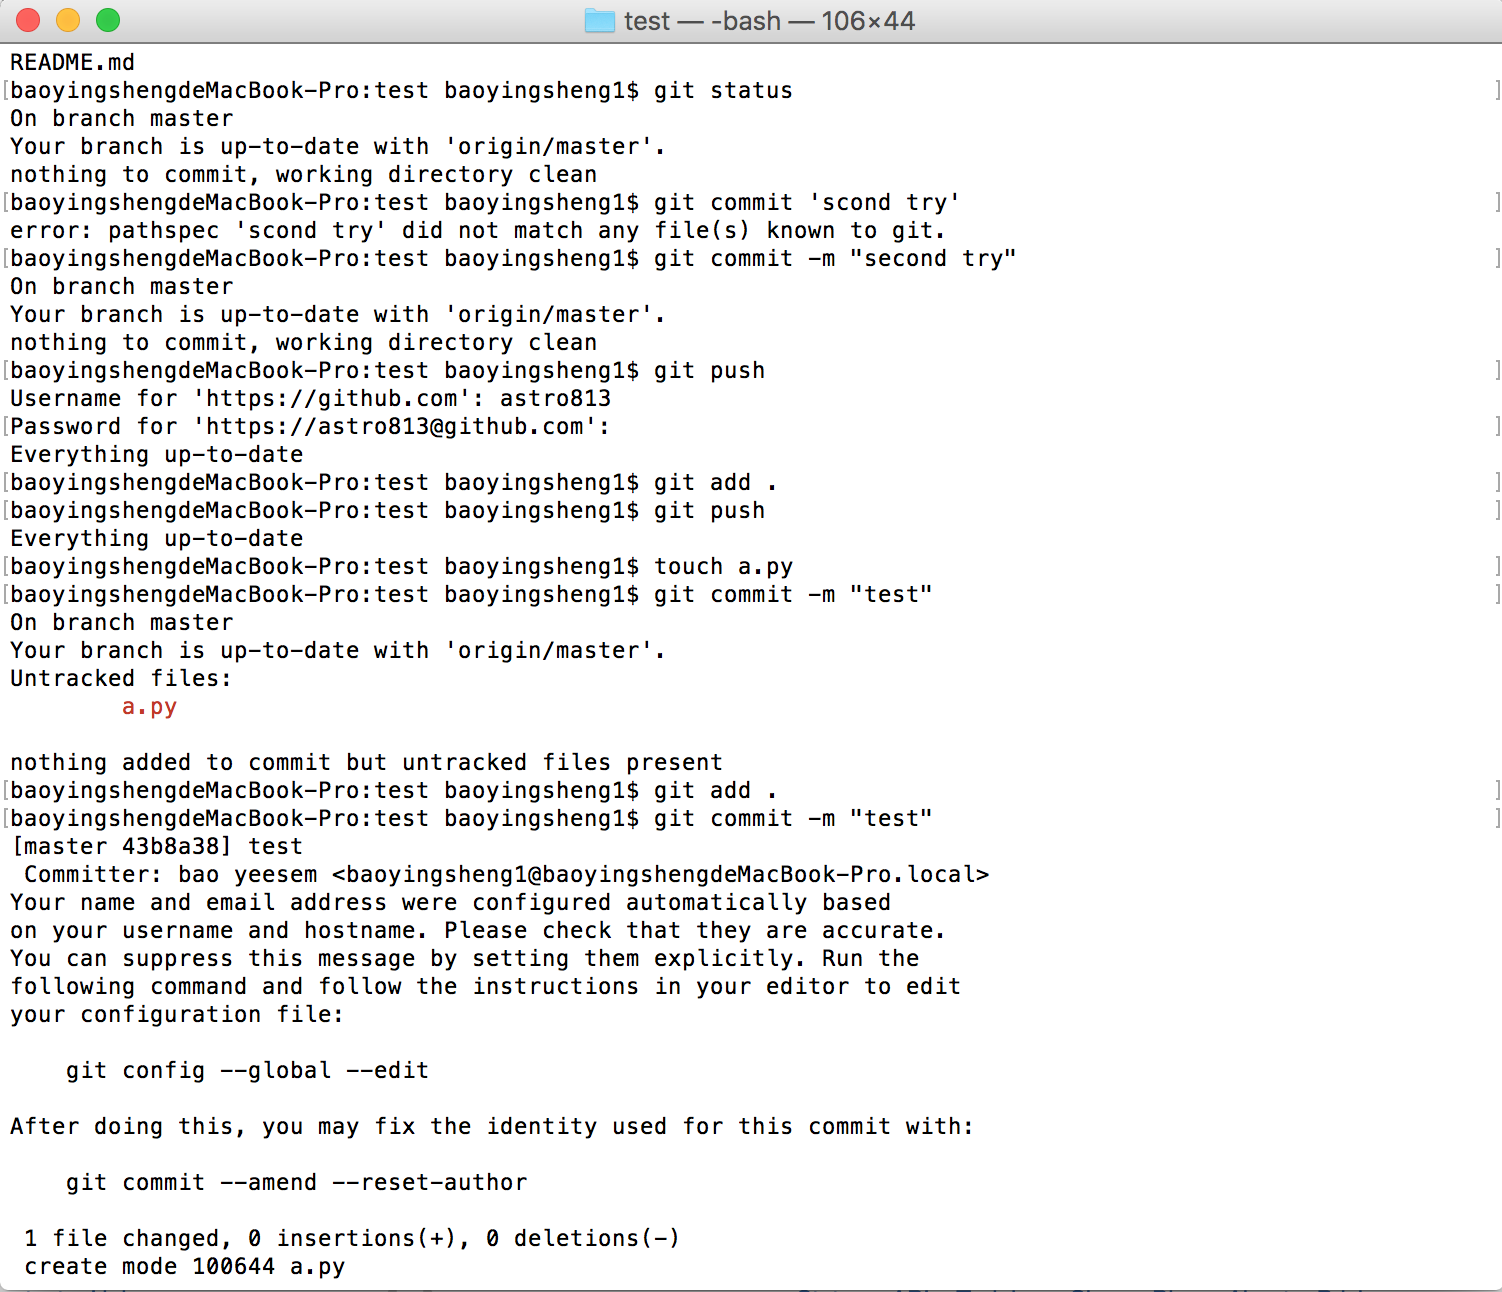 test — -bash — 106×44
README.md
[baoyingshengdeMacBook-Pro:test baoyingsheng1$ git status ]
On branch master
Your branch is up-to-date with 'origin/master'.
nothing to commit, working directory clean
[baoyingshengdeMacBook-Pro:test baoyingsheng1$ git commit 'scond try' ]
error: pathspec 'scond try' did not match any file(s) known to git.
[baoyingshengdeMacBook-Pro:test baoyingsheng1$ git commit -m "second try" ]
On branch master
Your branch is up-to-date with 'origin/master'.
nothing to commit, working directory clean
[baoyingshengdeMacBook-Pro:test baoyingsheng1$ git push ]
Username for 'https://github.com': astro813
[Password for 'https://astro813@github.com': ]
Everything up-to-date
[baoyingshengdeMacBook-Pro:test baoyingsheng1$ git add . ]
[baoyingshengdeMacBook-Pro:test baoyingsheng1$ git push ]
Everything up-to-date
[baoyingshengdeMacBook-Pro:test baoyingsheng1$ touch a.py ]
[baoyingshengdeMacBook-Pro:test baoyingsheng1$ git commit -m "test" ]
On branch master
Your branch is up-to-date with 'origin/master'.
Untracked files:
a.py
nothing added to commit but untracked files present
[baoyingshengdeMacBook-Pro:test baoyingsheng1$ git add . ]
[baoyingshengdeMacBook-Pro:test baoyingsheng1$ git commit -m "test" ]
[master 43b8a38] test
Committer: bao yeesem <baoyingsheng1@baoyingshengdeMacBook-Pro.local>
Your name and email address were configured automatically based
on your username and hostname. Please check that they are accurate.
You can suppress this message by setting them explicitly. Run the
following command and follow the instructions in your editor to edit
your configuration file:
git config --global --edit
After doing this, you may fix the identity used for this commit with:
git commit --amend --reset-author
1 file changed, 0 insertions(+), 0 deletions(-)
create mode 100644 a.py